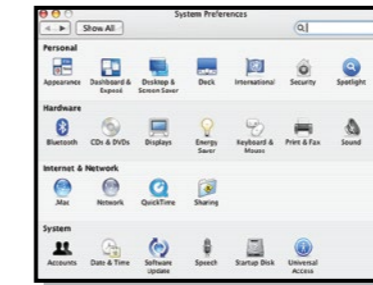 System Preferences
Show All
Personal
Appearance Dashboard & Exposé Desktop & Screen Saver Dock International Security Spotlight
Hardware
Bluetooth CDs & DVDs Displays Energy Saver Keyboard & Mouse Print & Fax Sound
Internet & Network
.Mac Network QuickTime Sharing
System
Accounts Date & Time Software Update Speech Startup Disk Universal Access